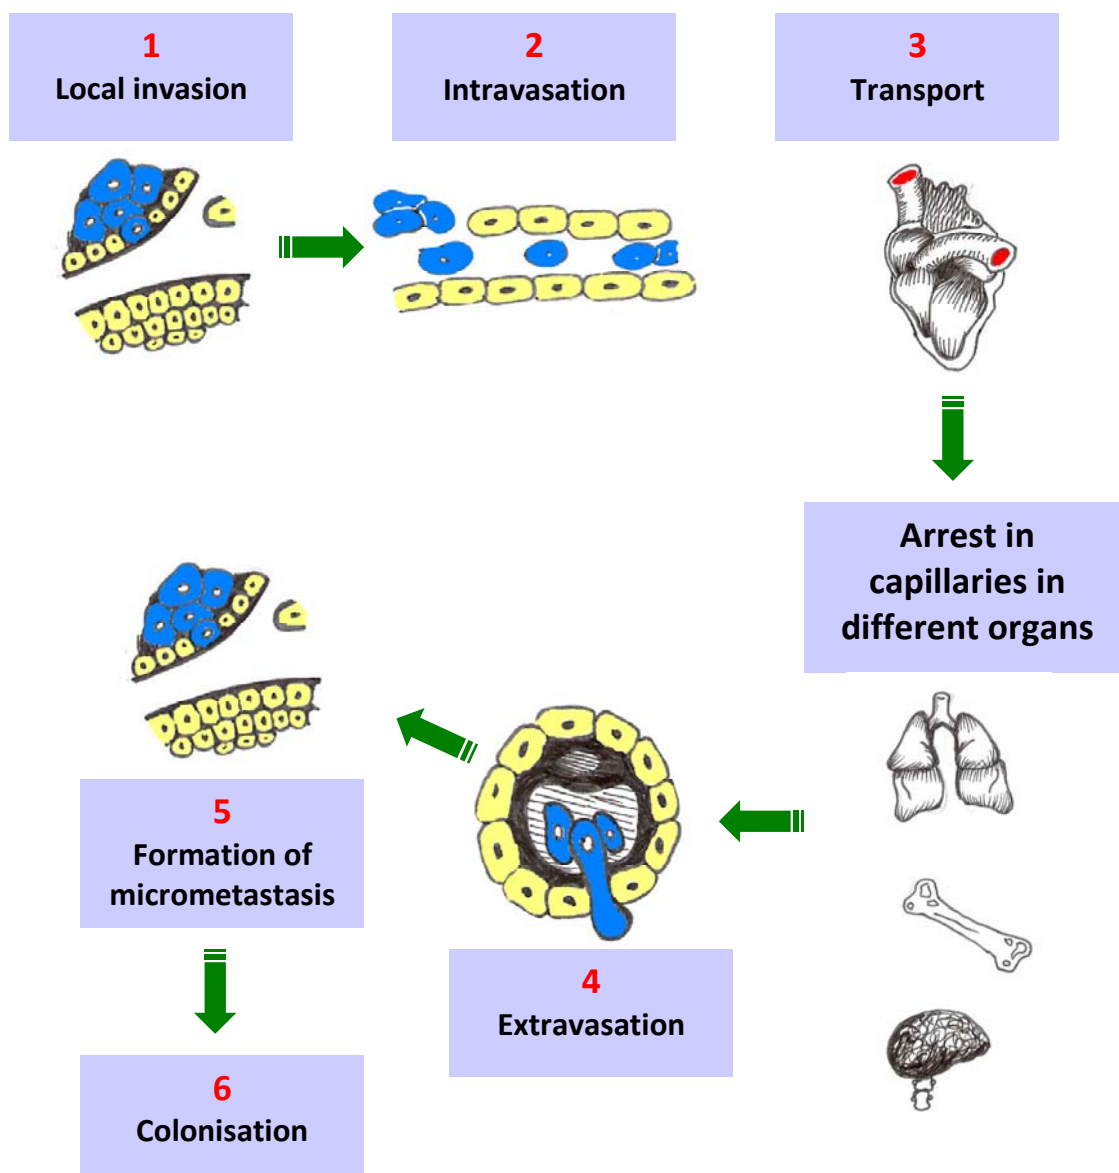 1
Local invasion
2
Intravasation
3
Transport
Arrest in
capillaries in
different organs
4
Extravasation
5
Formation of
micrometastasis
6
Colonisation